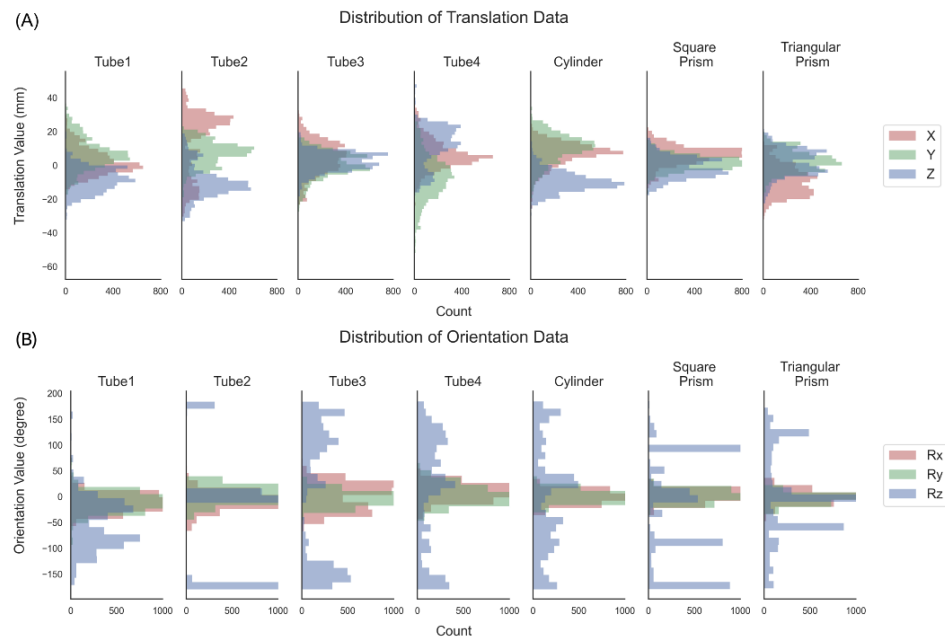 (A)
Distribution of Translation Data
Tube1 Tube2 Tube3 Tube4 Cylinder Square Prism Triangular Prism
Translation Value (mm)
40
20
0
−20
−40
−60
0 400 800 0 400 800 0 400 800 0 400 800 0 400 800 0 400 800 0 400 800
Count
X
Y
Z
(B)
Distribution of Orientation Data
Tube1 Tube2 Tube3 Tube4 Cylinder Square Prism Triangular Prism
Orientation Value (degree)
200
150
100
50
0
−50
−100
−150
0 500 1000 0 500 1000 0 500 1000 0 500 1000 0 500 1000 0 500 1000 0 500 1000
Count
Rx
Ry
Rz